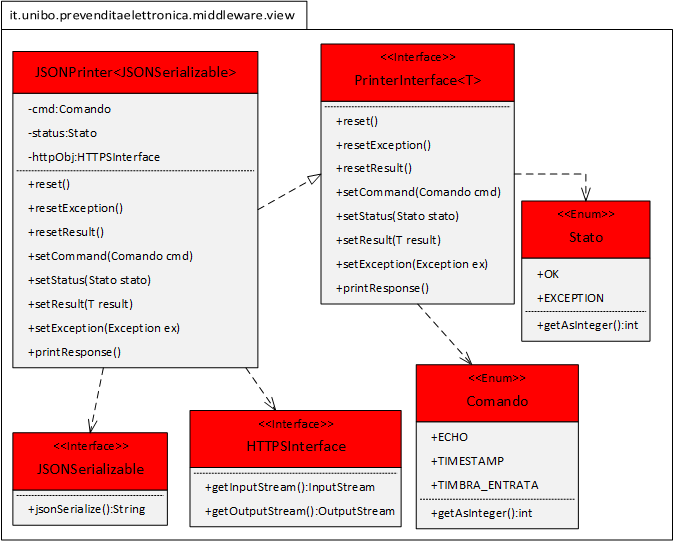 it.unibo.prevenditaelettronica.middleware.view
JSONPrinter<JSONSerializable>
-cmd:Comando
-status:Stato
-httpObj:HTTPSInterface
+reset()
+resetException()
+resetResult()
+setCommand(Comando cmd)
+setStatus(Stato stato)
+setResult(T result)
+setException(Exception ex)
+printResponse()
<<Interface>>
PrinterInterface<T>
+reset()
+resetException()
+resetResult()
+setCommand(Comando cmd)
+setStatus(Stato stato)
+setResult(T result)
+setException(Exception ex)
+printResponse()
<<Enum>>
Stato
+OK
+EXCEPTION
+getAsInteger():int
<<Interface>>
JSONSerializable
+jsonSerialize():String
<<Interface>>
HTTPSInterface
+getInputStream():InputStream
+getOutputStream():OutputStream
<<Enum>>
Comando
+ECHO
+TIMESTAMP
+TIMBRA_ENTRATA
+getAsInteger():int